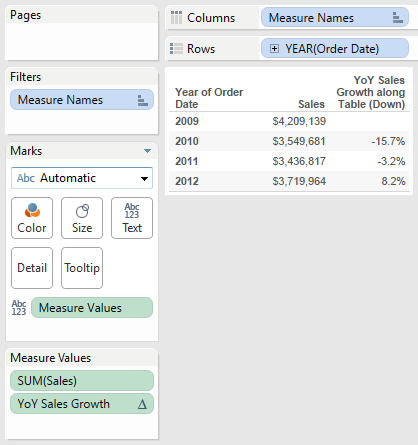 Pages
Columns
Measure Names
Rows
YEAR(Order Date)
Filters
Measure Names
Marks
Abc Automatic
Color
Size
Abc
123
Text
Detail
Tooltip
Abc
123
Measure Values
Measure Values
SUM(Sales)
YoY Sales Growth Δ
Year of Order
Date
Sales
YoY Sales
Growth along
Table (Down)
2009 $4,209,139
2010 $3,549,681 -15.7%
2011 $3,436,817 -3.2%
2012 $3,719,964 8.2%